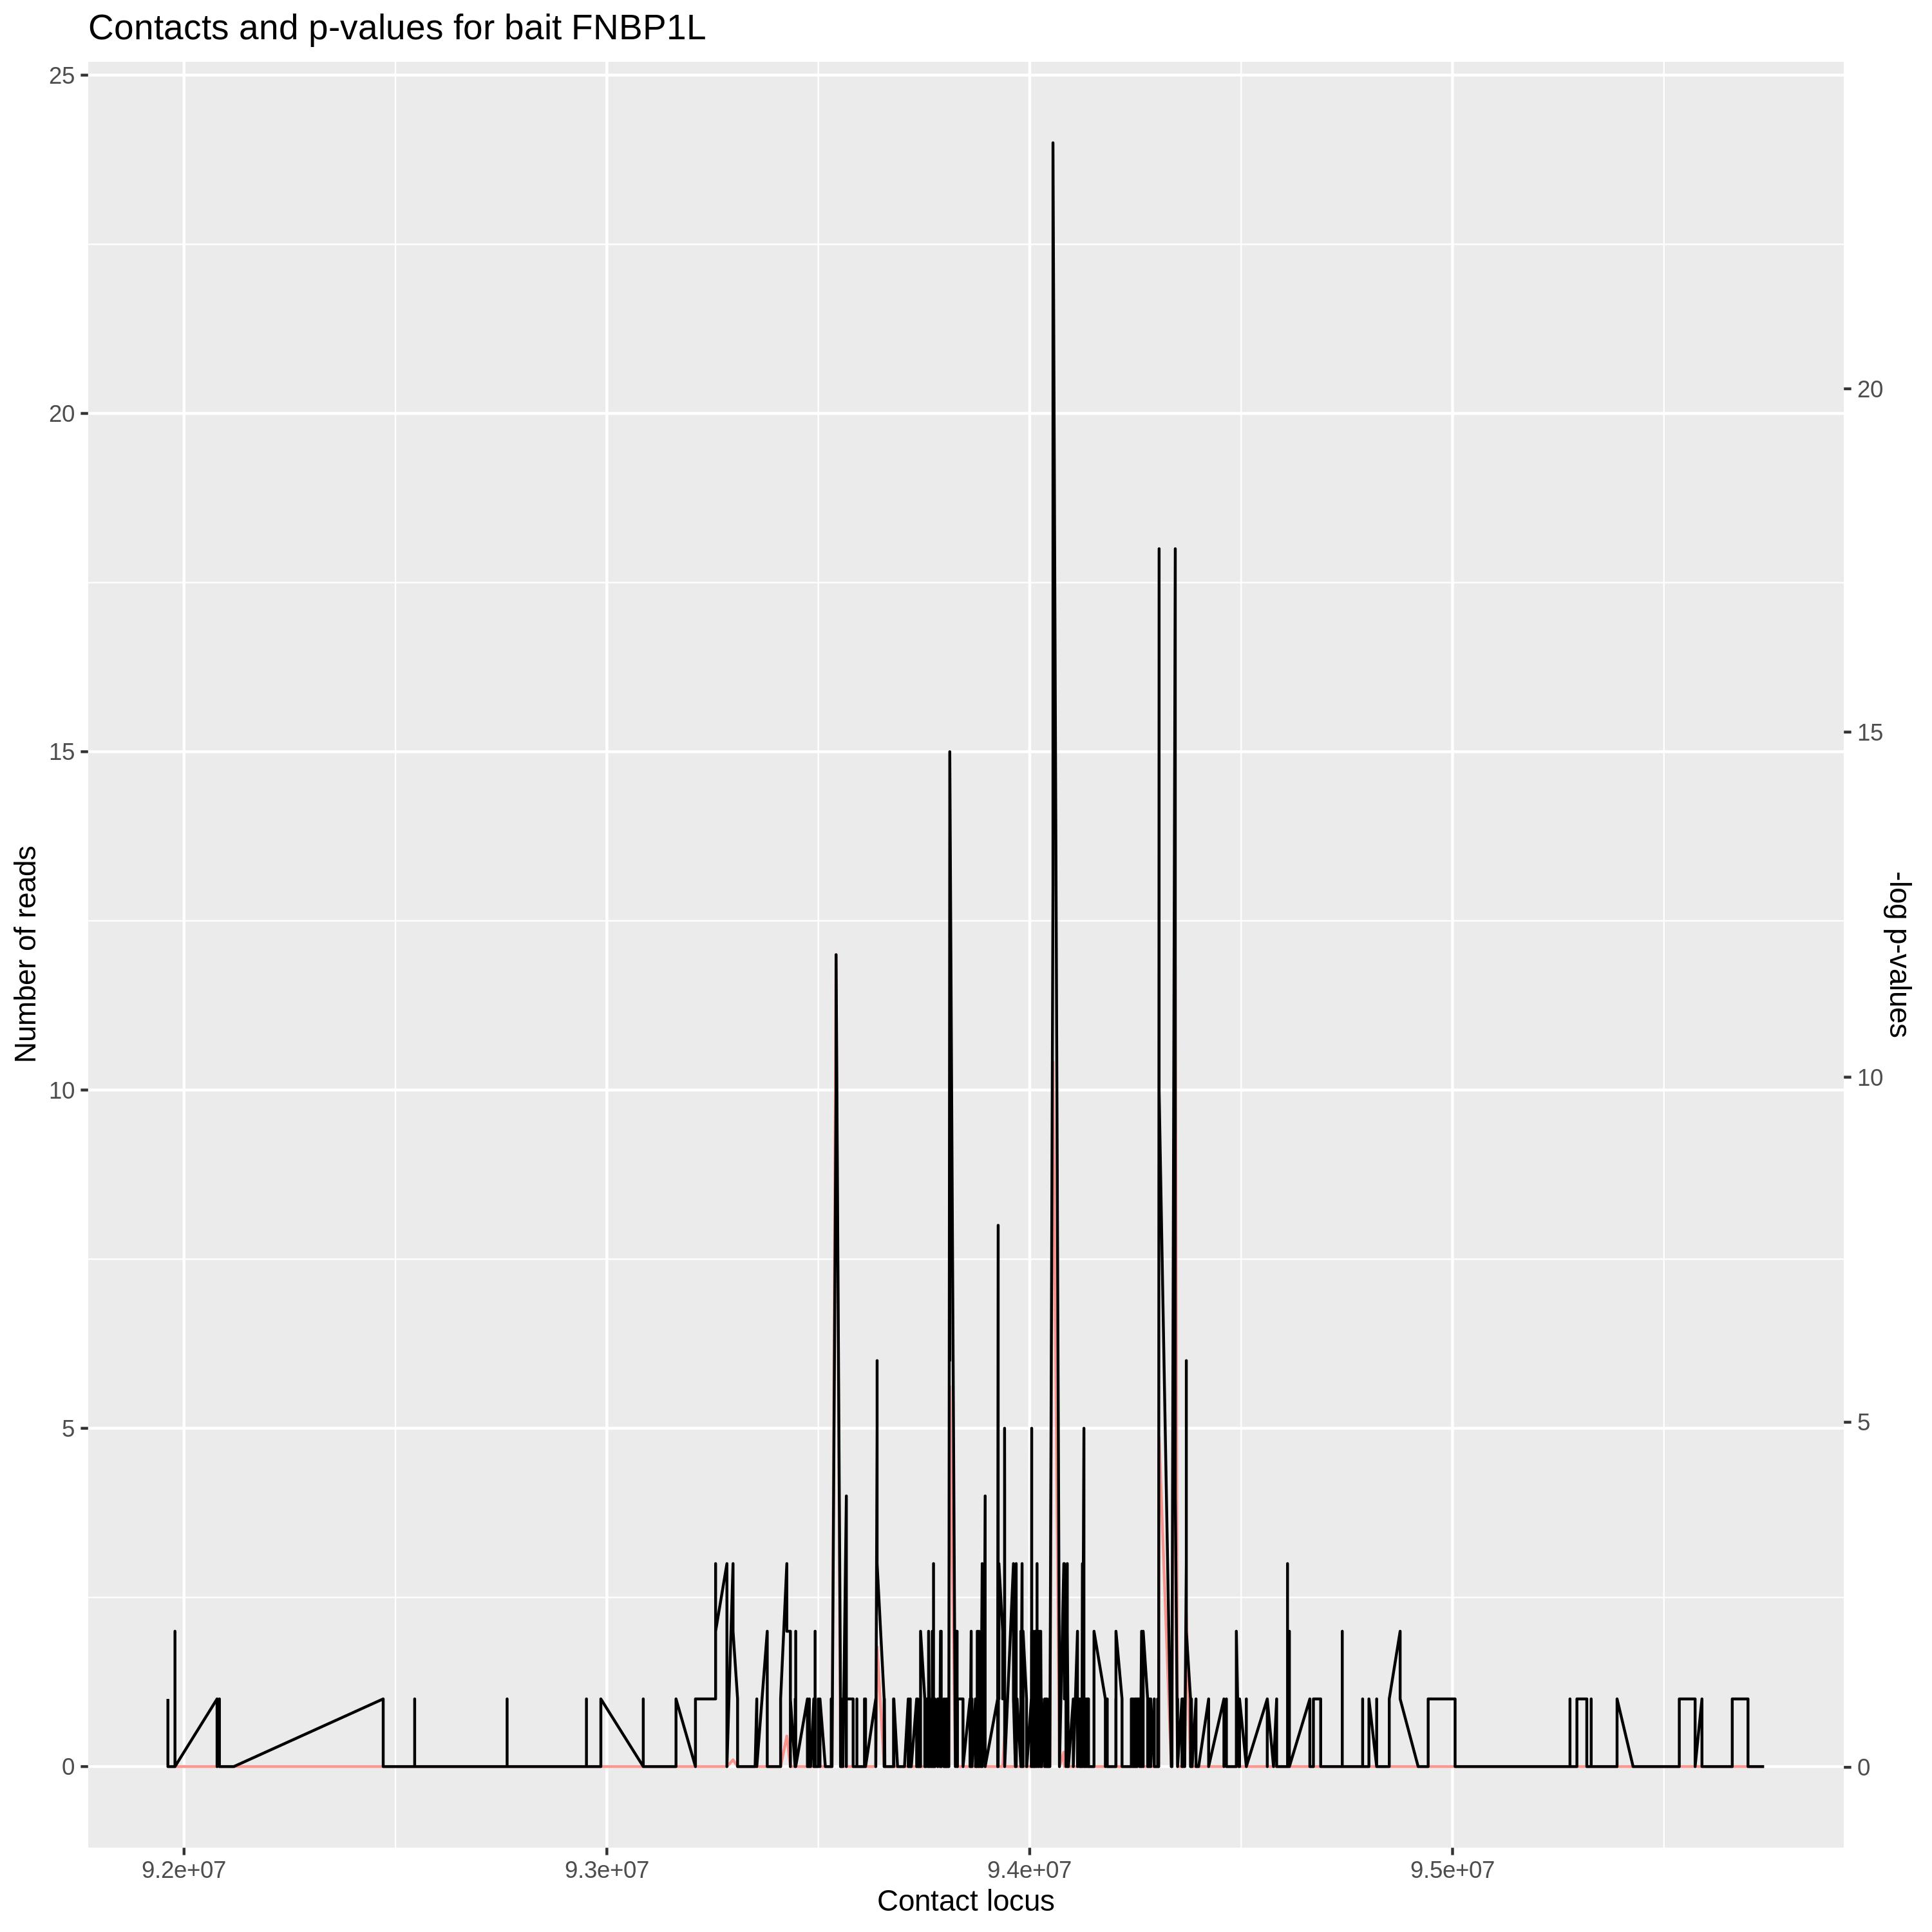 Contacts and p-values for bait FNBP1L
25
20
15
10
5
0
Number of reads
20
15
10
5
0
-log p-values
9.2e+07 9.3e+07 9.4e+07 9.5e+07
Contact locus